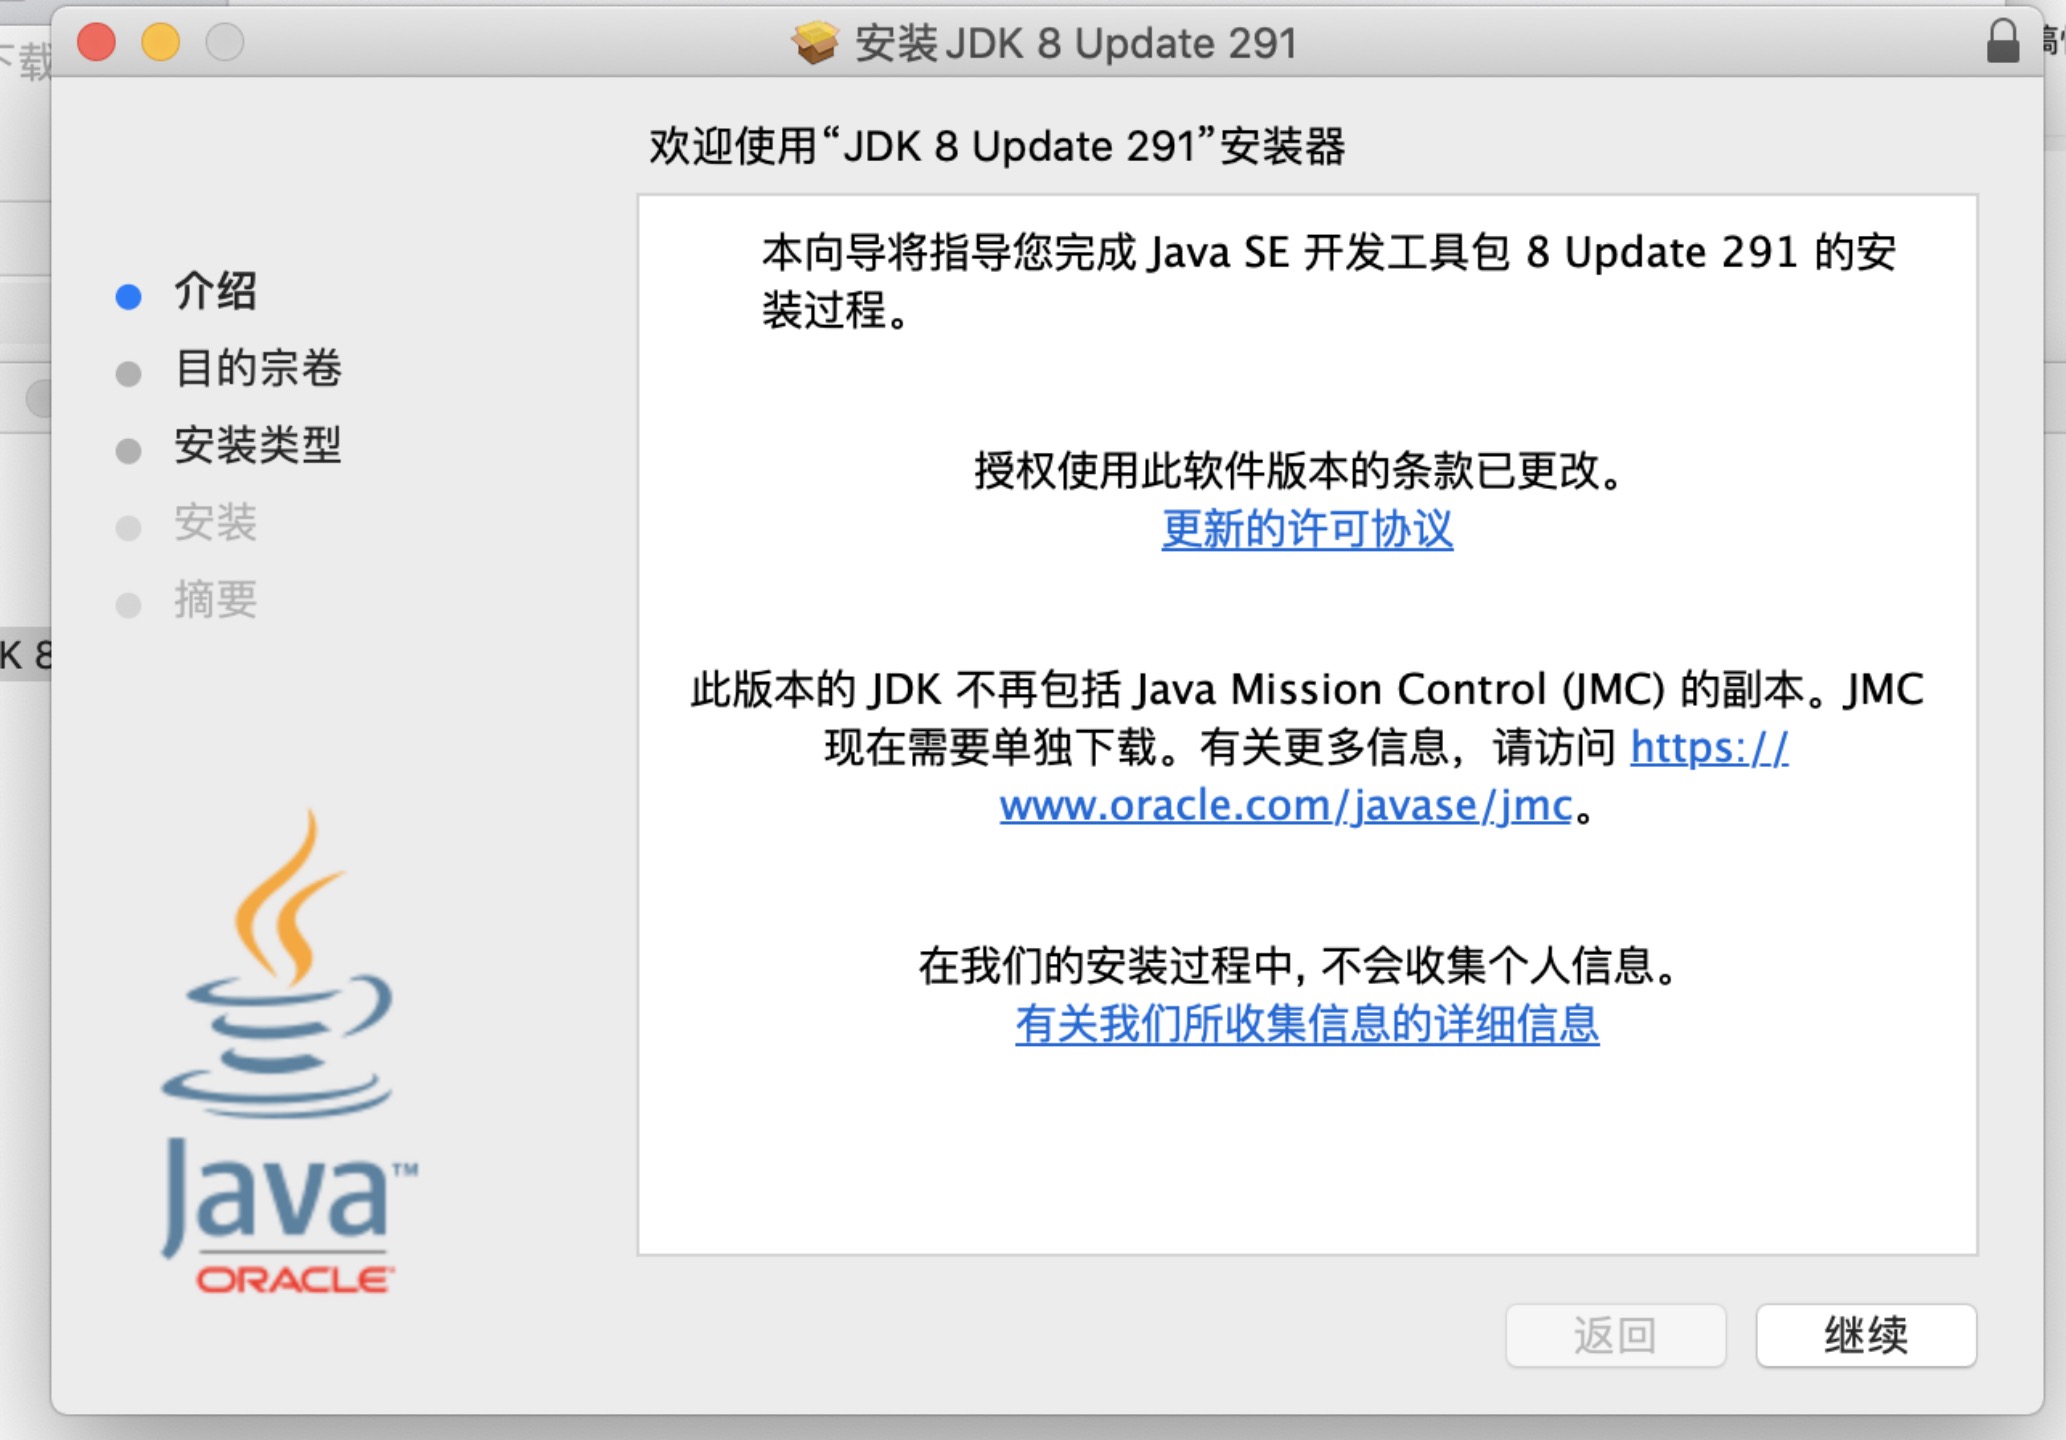 下载
安装JDK 8 Update 291
欢迎使用“JDK 8 Update 291”安装器
介绍
目的宗卷
安装类型
安装
摘要
K 8
本向导将指导您完成 Java SE 开发工具包 8 Update 291 的安
装过程。
授权使用此软件版本的条款已更改。
更新的许可协议
此版本的 JDK 不再包括 Java Mission Control (JMC) 的副本。JMC
现在需要单独下载。有关更多信息，请访问 https://
www.oracle.com/javase/jmc。
在我们的安装过程中, 不会收集个人信息。
有关我们所收集信息的详细信息
Java™
ORACLE
返回
继续